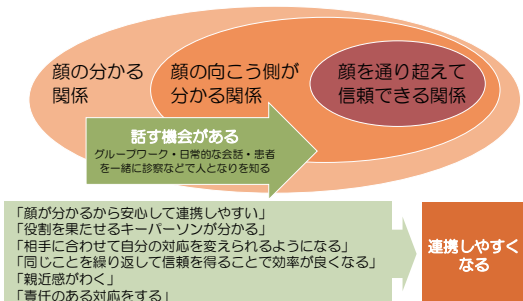 顔の分かる
関係
顔の向こう側が
分かる関係
顔を通り超えて
信頼できる関係
話す機会がある
グループワーク・日常的な会話・患者
を一緒に診察などで人となりを知る
「顔が分かるから安心して連携しやすい」
「役割を果たせるキーパーソンが分かる」
「相手に合わせて自分の対応を変えられるようになる」
「同じことを繰り返して信頼を得ることで効率が良くなる」
「親近感がわく」
「責任のある対応をする」
連携しやすく
なる